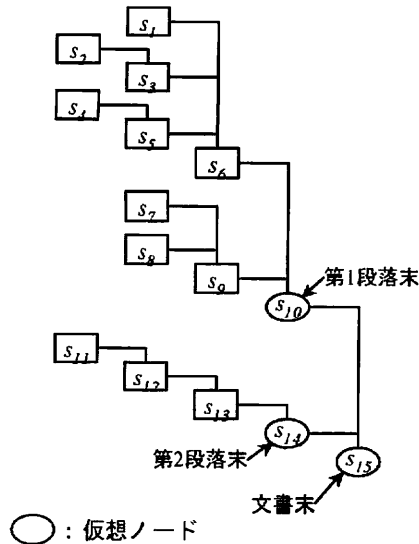 s1
s2
s3
s4
s5
s6
s7
s8
s9
第1段落末
s10
s11
s12
s13
s14
第2段落末
s15
文書末
：仮想ノード